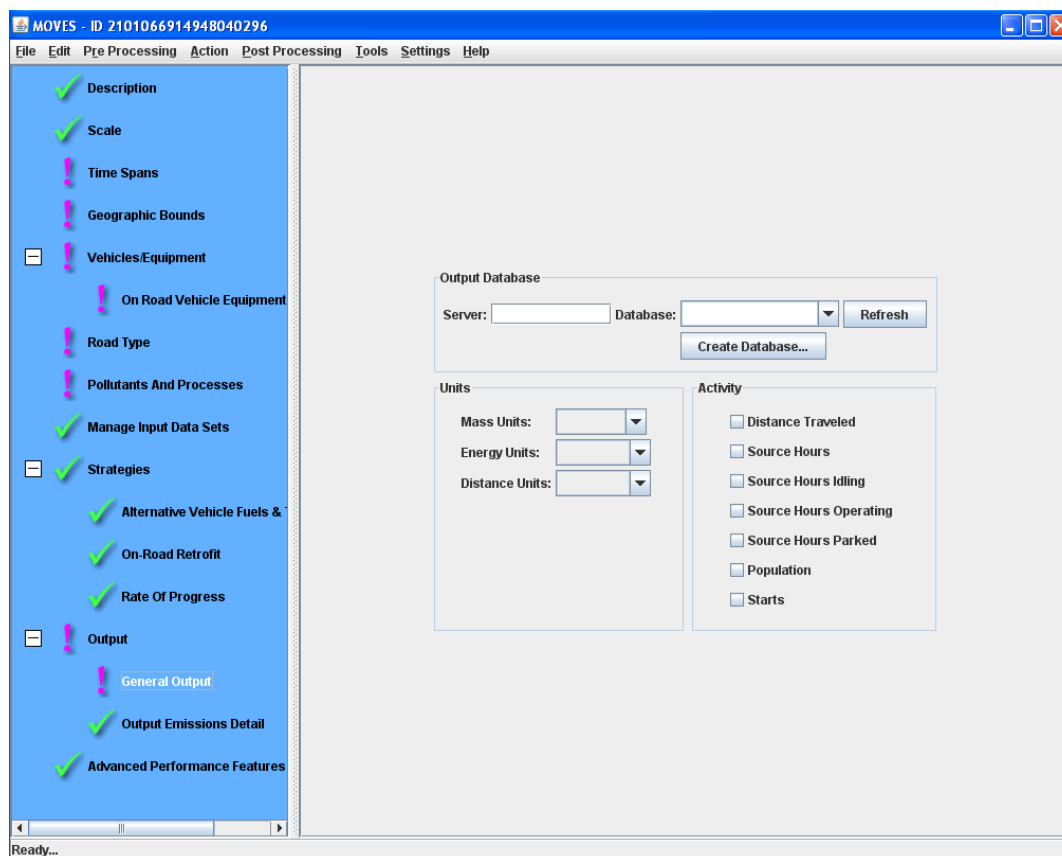 MOVES - ID 2101066914948040296
File Edit Pre Processing Action Post Processing Tools Settings Help
Description
Scale
Time Spans
Geographic Bounds
Vehicles/Equipment
On Road Vehicle Equipment
Road Type
Pollutants And Processes
Manage Input Data Sets
Strategies
Alternative Vehicle Fuels &
On-Road Retrofit
Rate Of Progress
Output
General Output
Output Emissions Detail
Advanced Performance Features
Output Database
Server: Database: Refresh
Create Database...
Units
Mass Units:
Energy Units:
Distance Units:
Activity
Distance Traveled
Source Hours
Source Hours Idling
Source Hours Operating
Source Hours Parked
Population
Starts
Ready...